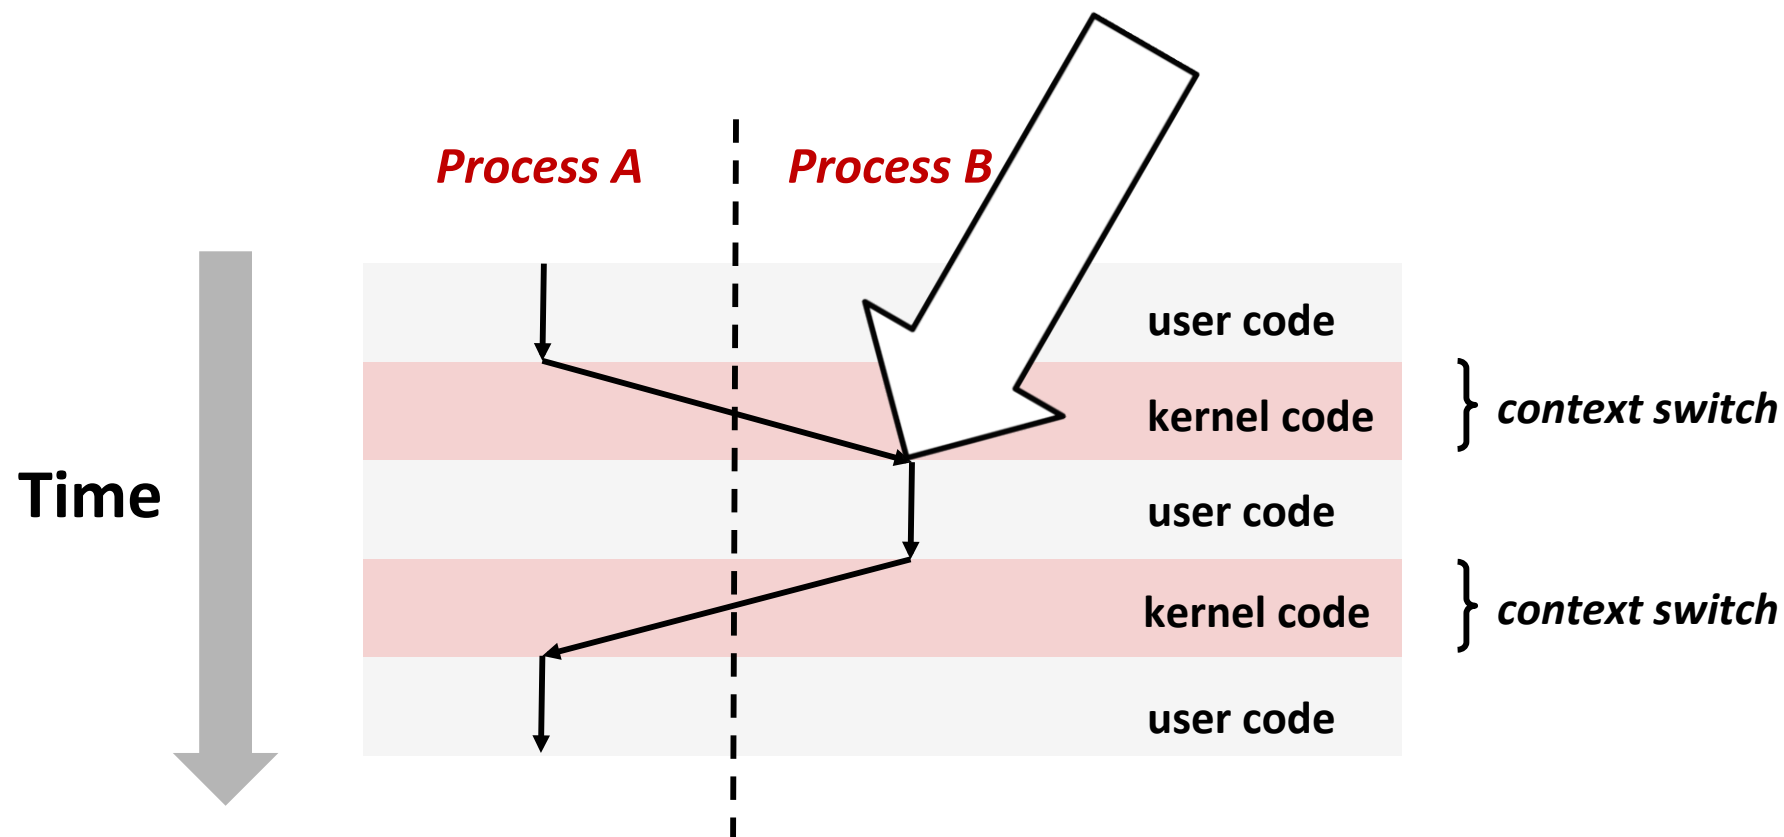 Process A
Process B
user code
kernel code
context switch
Time
user code
kernel code
context switch
user code